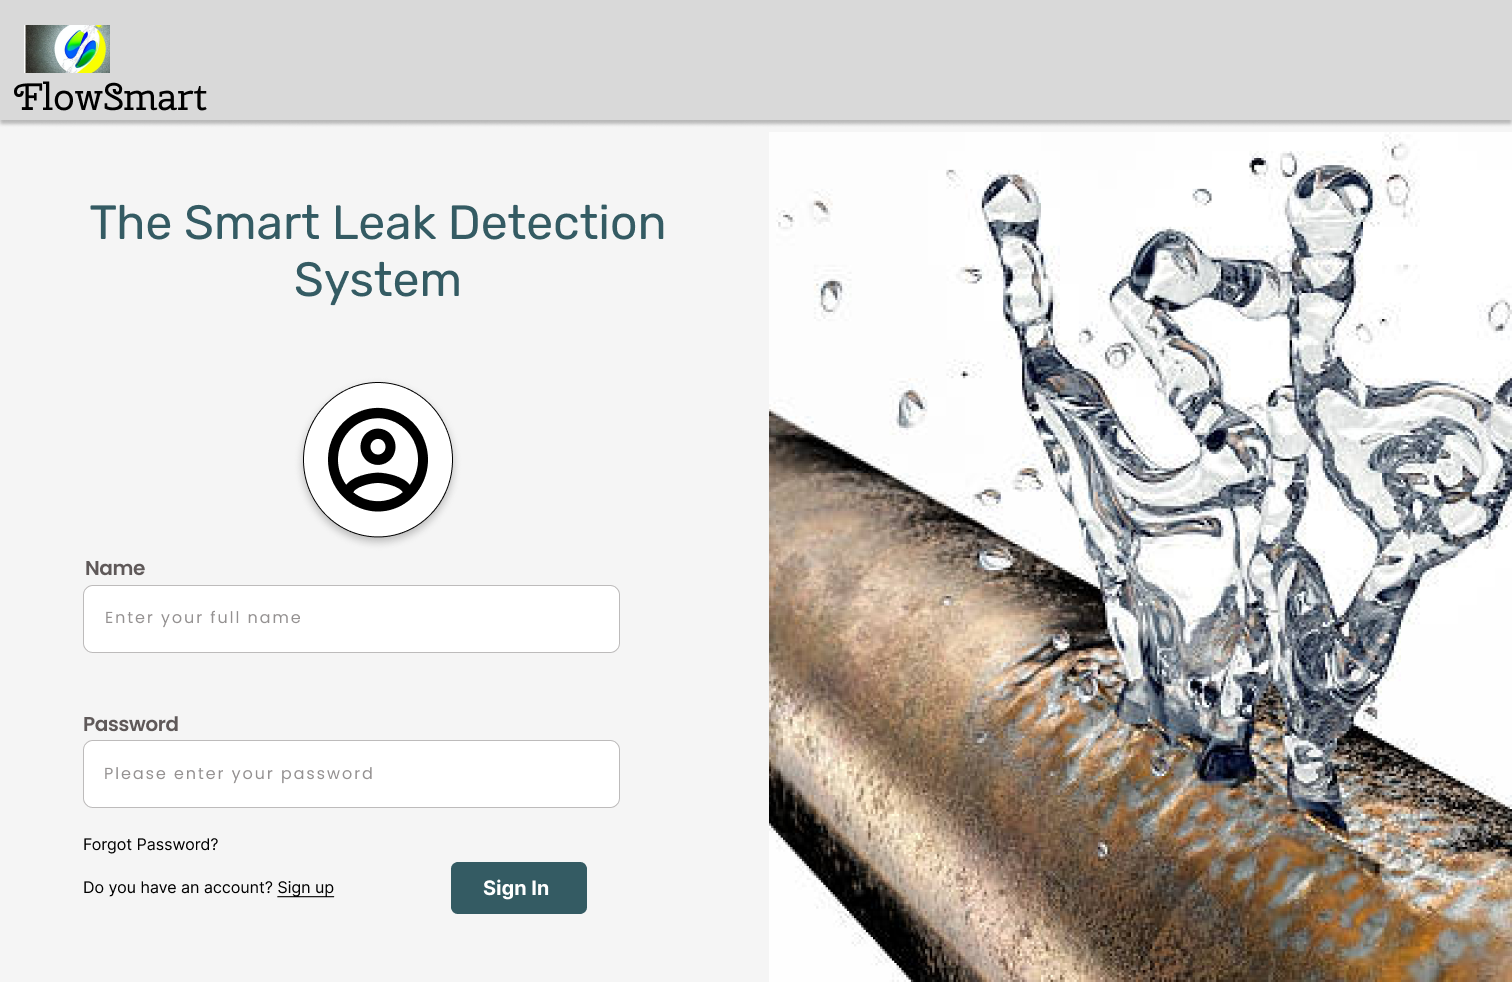 FlowSmart
The Smart Leak Detection
System
Name
Enter your full name
Password
Please enter your password
Forgot Password?
Do you have an account? Sign up
Sign In